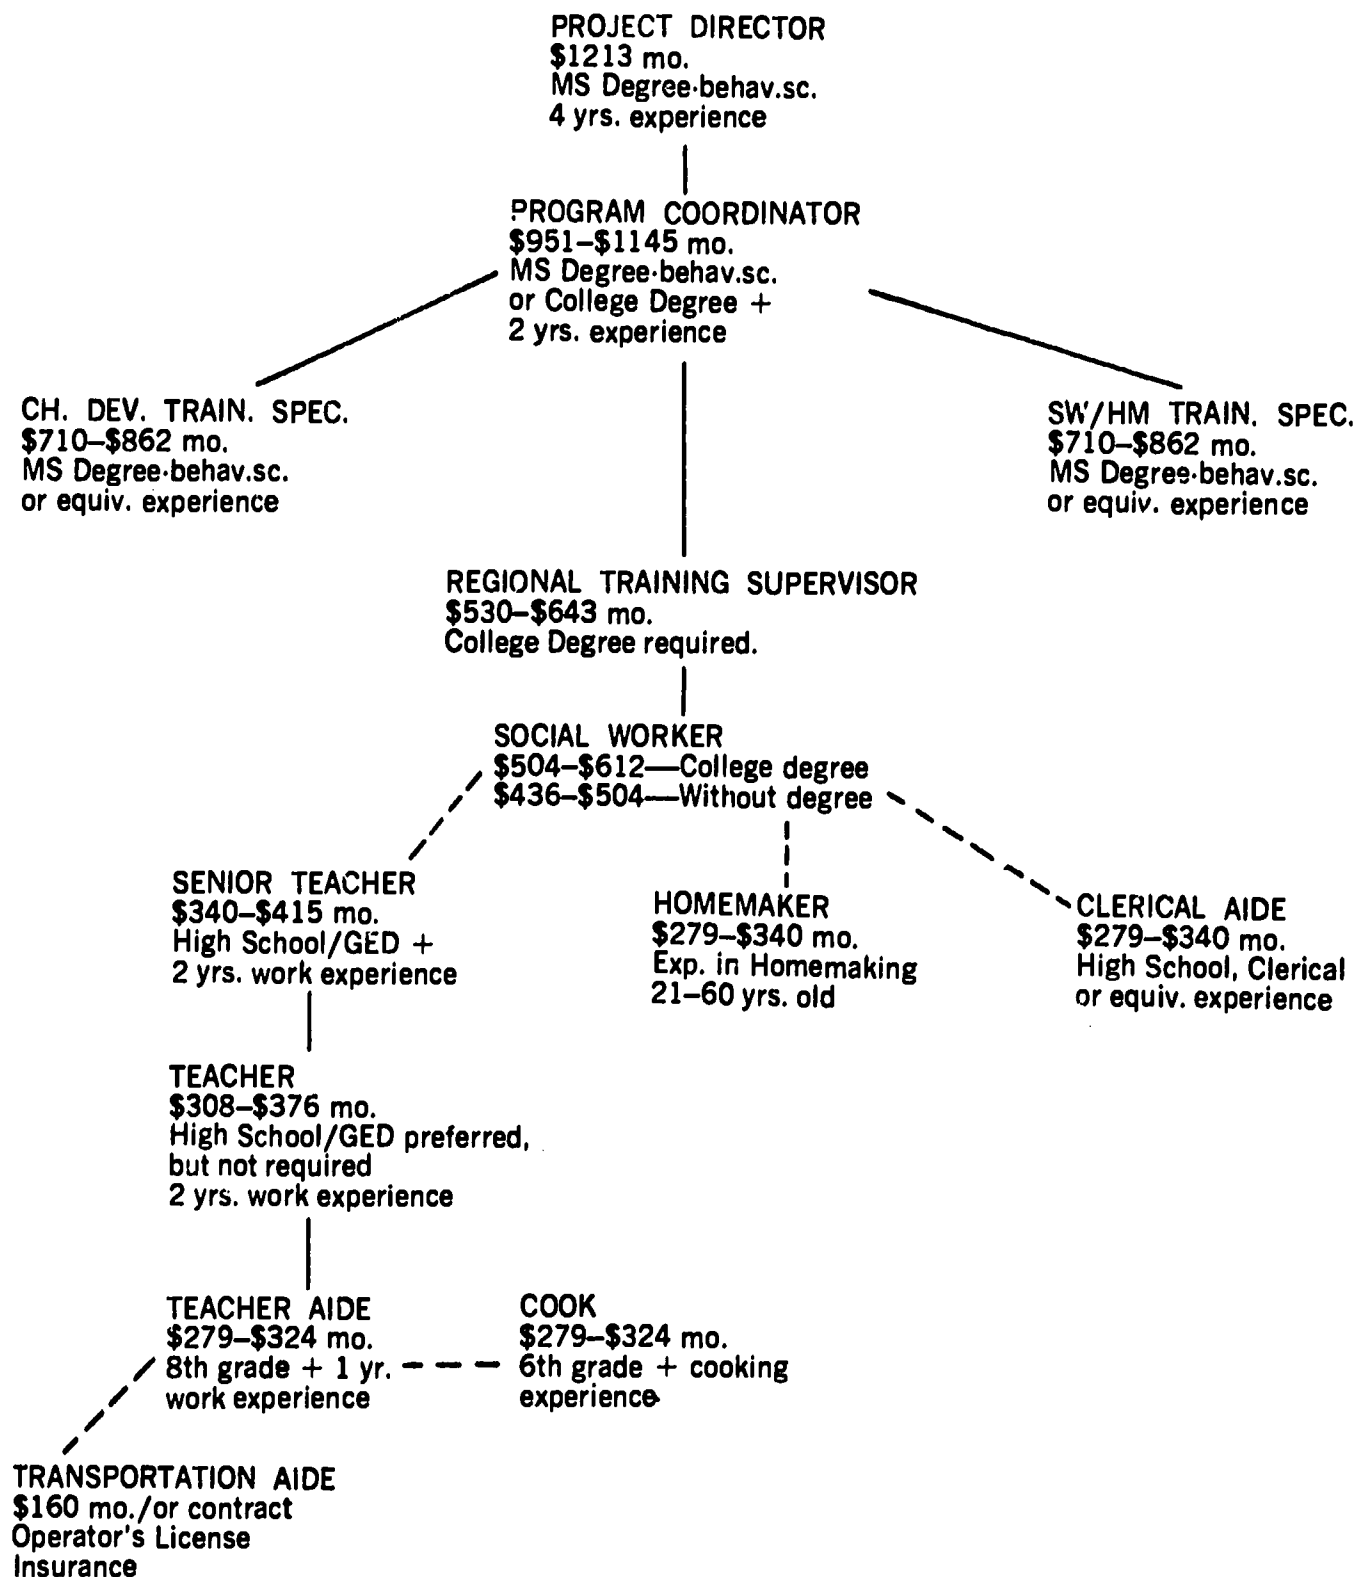 PROJECT DIRECTOR
$1213 mo.
MS Degree·behav.sc.
4 yrs. experience
PROGRAM COORDINATOR
$951–$1145 mo.
MS Degree·behav.sc.
or College Degree +
2 yrs. experience
CH. DEV. TRAIN. SPEC.
$710–$862 mo.
MS Degree·behav.sc.
or equiv. experience
SW/HM TRAIN. SPEC.
$710–$862 mo.
MS Degree·behav.sc.
or equiv. experience
REGIONAL TRAINING SUPERVISOR
$530–$643 mo.
College Degree required.
SOCIAL WORKER
$504–$612—College degree
$436–$504—Without degree
SENIOR TEACHER
$340–$415 mo.
High School/GED +
2 yrs. work experience
HOMEMAKER
$279–$340 mo.
Exp. in Homemaking
21–60 yrs. old
CLERICAL AIDE
$279–$340 mo.
High School, Clerical
or equiv. experience
TEACHER
$308–$376 mo.
High School/GED preferred,
but not required
2 yrs. work experience
TEACHER AIDE
$279–$324 mo.
8th grade + 1 yr.
work experience
COOK
$279–$324 mo.
6th grade + cooking
experience
TRANSPORTATION AIDE
$160 mo./or contract
Operator's License
Insurance